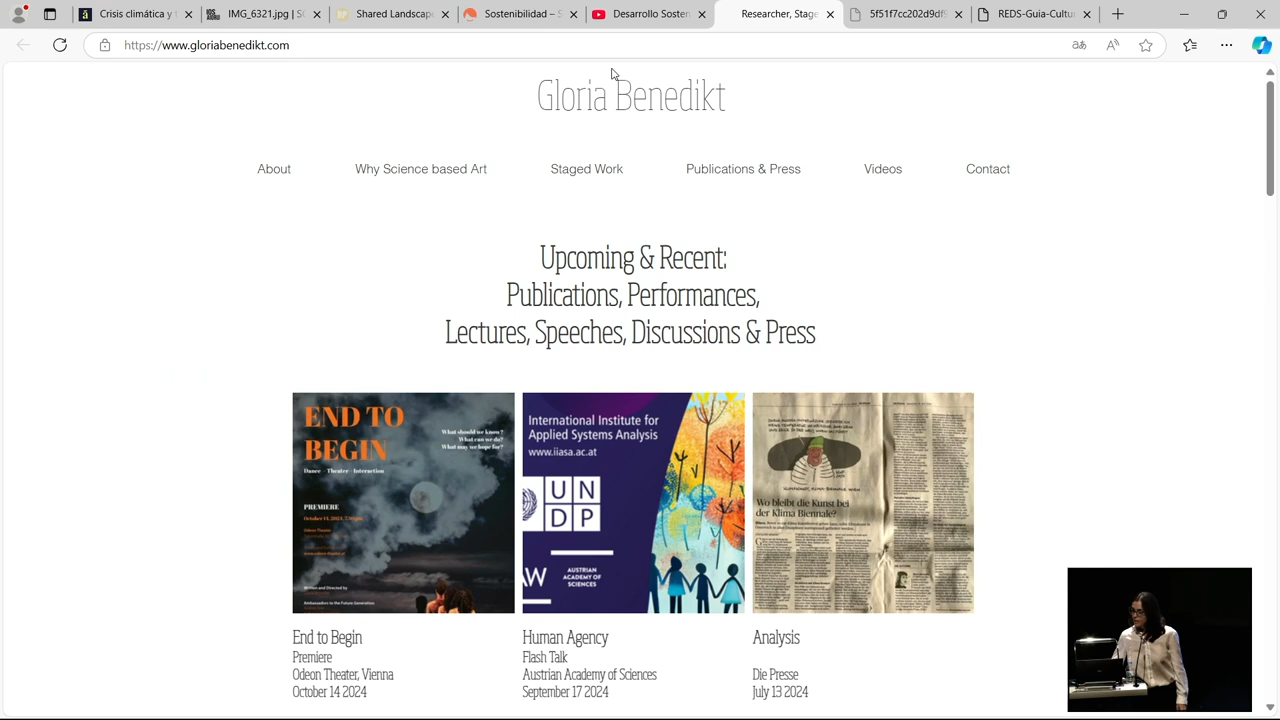 Crisis climática y
IMG_6321.jpg
Shyra Landscap
Sostenibilidad – S
Desarrollo Sosten
Researcher, Stage
5f51f7cc202d9df5
REDS-Guia-Cultu
https://www.gloriabenedikt.com
Gloria Benedikt
About
Why Science based Art
Staged Work
Publications & Press
Videos
Contact
Upcoming & Recent:
Publications, Performances,
Lectures, Speeches, Discussions & Press
END TO
BEGIN
What should we know?
What can we do?
What may we hope for?
Dance - Theater - Interaction
PREMIERE
International Institute for
Applied Systems Analysis
www.iiasa.ac.at
UN
DP
AUSTRIAN
ACADEMY OF
SCIENCES
Wo bleibt die Kunst bei
der Klima Biennale?
End to Begin
Premiere
Odeon Theater, Vienna
October 14 2024
Human Agency
Flash Talk
Austrian Academy of Sciences
September 17 2024
Analysis
Die Presse
July 13 2024